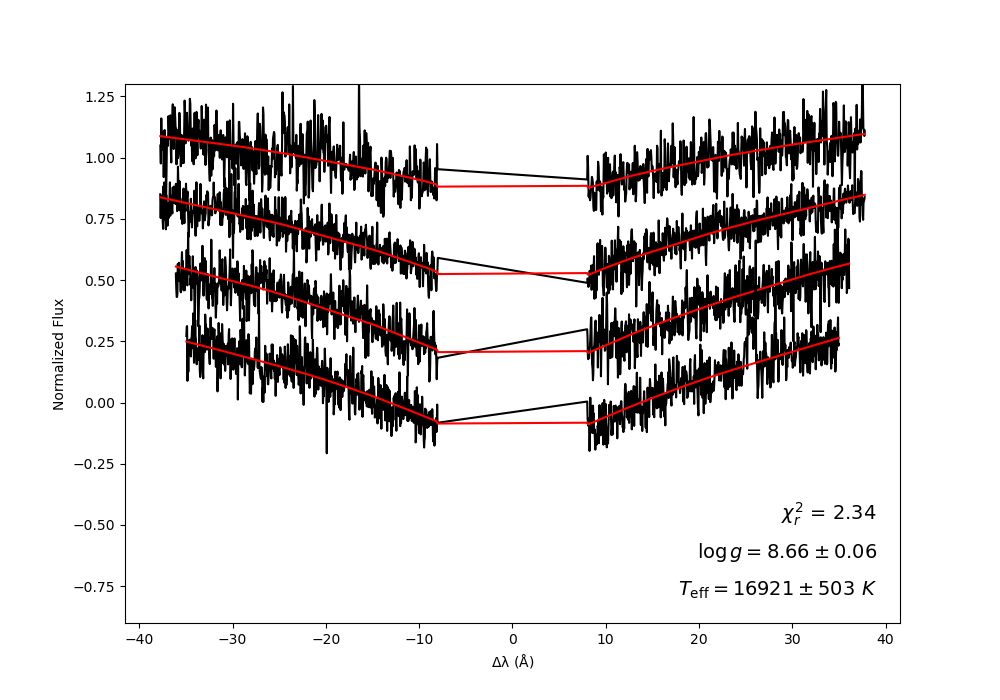 1.25
1.00
0.75
0.50
0.25
0.00
−0.25
−0.50
−0.75
Normalized Flux
χ²ᵣ = 2.34
log g = 8.66 ± 0.06
T_eff = 16921 ± 503 K
−40 −30 −20 −10 0 10 20 30 40
Δλ (Å)